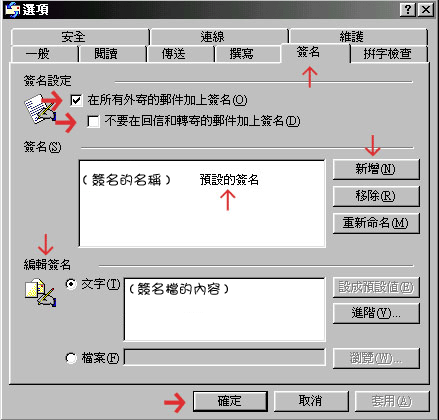 選項
安全 連線 維護
一般 閱讀 傳送 撰寫 簽名 拼字檢查
簽名設定
在所有外寄的郵件加上簽名(O)
不要在回信和轉寄的郵件加上簽名(D)
簽名(S)
(簽名的名稱) 預設的簽名
新增(N)
移除(R)
重新命名(M)
編輯簽名
文字(T)
(簽名檔的內容)
設成預設值(E)
進階(Y)...
檔案(F)
瀏覽(W)...
確定 取消 套用(A)